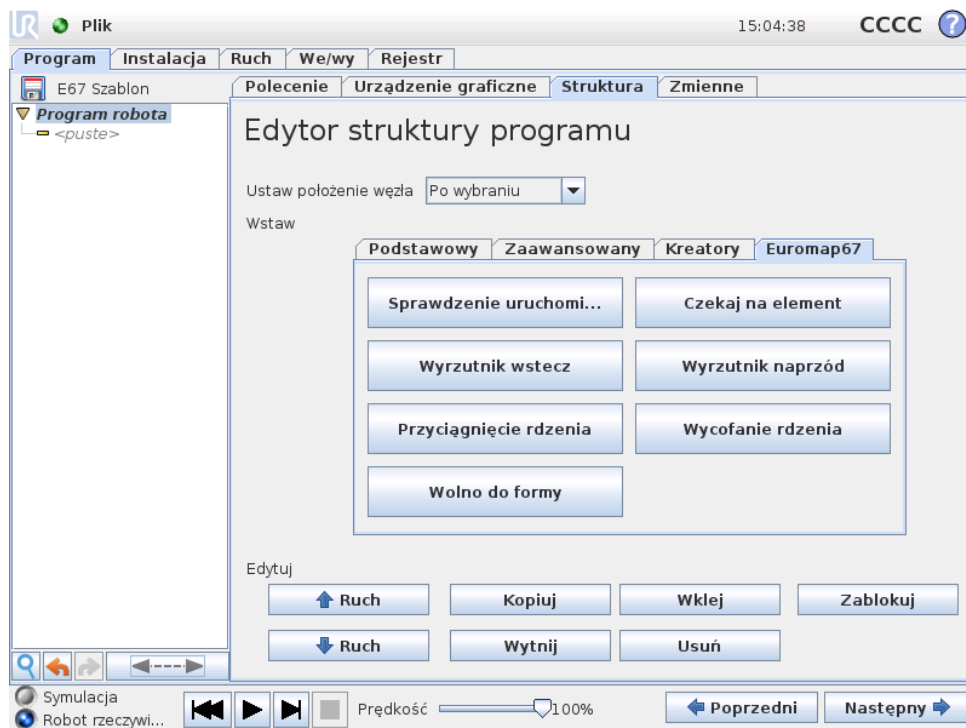 UR Plik 15:04:38 CCCC ?
Program Instalacja Ruch We/wy Rejestr
E67 Szablon
Program robota
<puste>
Polecenie Urządzenie graficzne Struktura Zmienne
Edytor struktury programu
Ustaw położenie węzła Po wybraniu
Wstaw
Podstawowy Zaawansowany Kreatory Euromap67
Sprawdzenie uruchomi... Czekaj na element
Wyrzutnik wstecz Wyrzutnik naprzód
Przyciągnięcie rdzenia Wycofanie rdzenia
Wolno do formy
Edytuj
Ruch Kopiuj Wklej Zablokuj
Ruch Wytnij Usuń
Symulacja
Robot rzeczywi...
Prędkość 100%
Poprzedni Następny